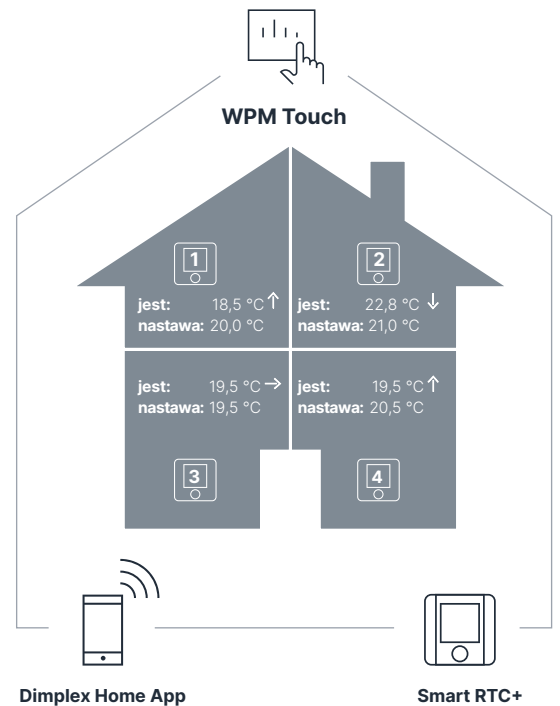 WPM Touch
1
jest: 18,5 °C ↑
nastawa: 20,0 °C
2
jest: 22,8 °C ↓
nastawa: 21,0 °C
jest: 19,5 °C →
nastawa: 19,5 °C
3
jest: 19,5 °C ↑
nastawa: 20,5 °C
4
Dimplex Home App
Smart RTC+